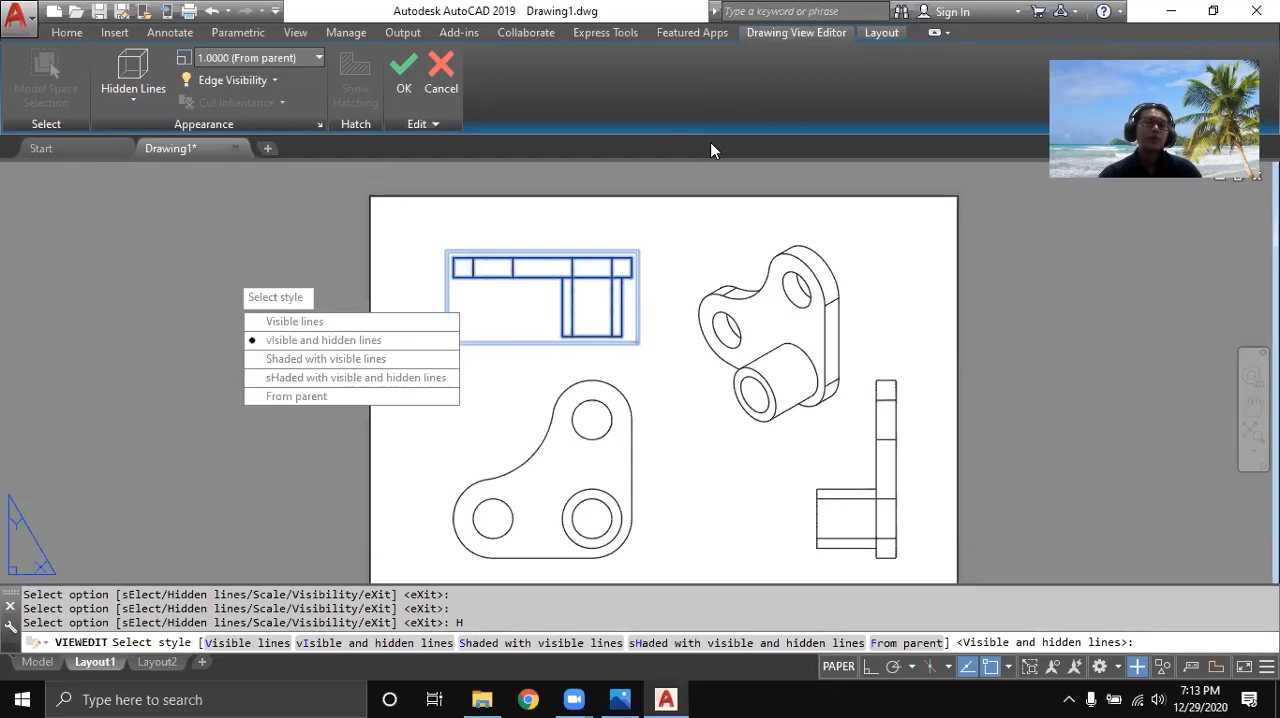 Autodesk AutoCAD 2019 Drawing1.dwg
Type a keyword or phrase
Sign In
Home Insert Annotate Parametric View Manage Output Add-ins Collaborate Express Tools Featured Apps Drawing View Editor Layout
Model Space
Selection
Hidden Lines
1.0000 (From parent)
Edge Visibility
Cut Inheritance
Show
Hatching
OK
Cancel
Select
Appearance
Hatch
Edit
Start
Drawing1*
Select style
Visible lines
vIsible and hidden lines
Shaded with visible lines
sHaded with visible and hidden lines
From parent
Y
X
Select option [sElect/Hidden lines/Scale/Visibility/eXit] <eXit>:
Select option [sElect/Hidden lines/Scale/Visibility/eXit] <eXit>:
Select option [sElect/Hidden lines/Scale/Visibility/eXit] <eXit>: H
VIEWEDIT Select style [Visible lines vIsible and hidden lines Shaded with visible lines sHaded with visible and hidden lines From parent] <Visible and hidden lines>:
Model Layout1 Layout2
PAPER
Type here to search
7:13 PM
12/29/2020